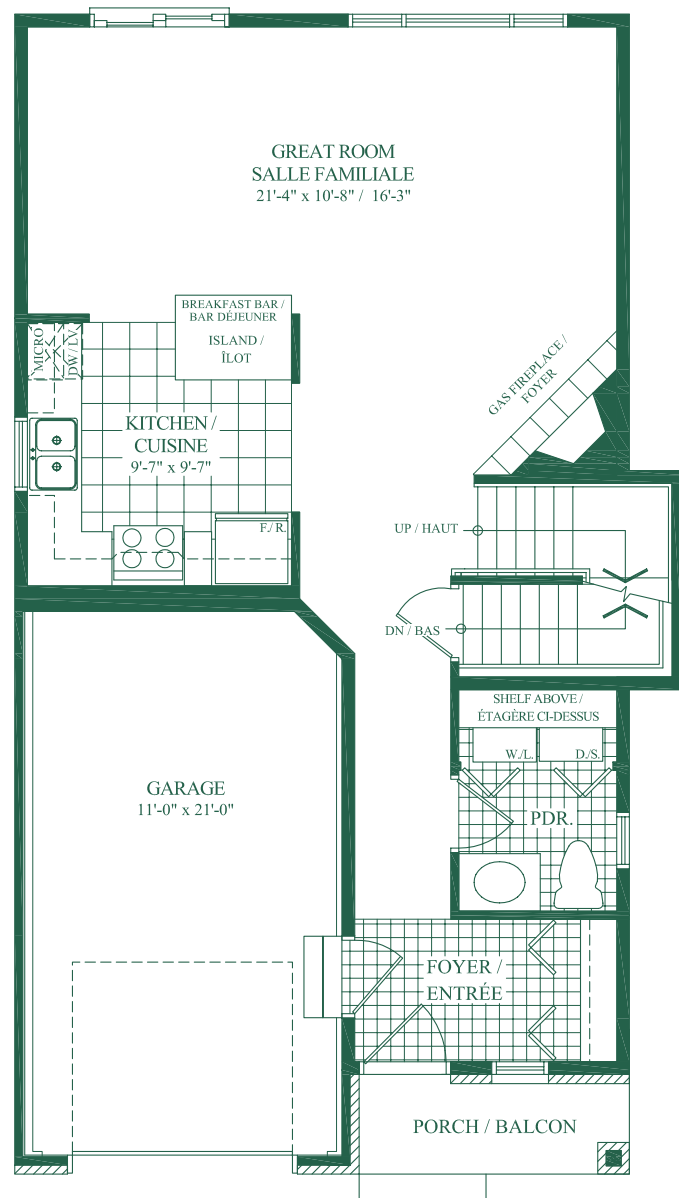 GREAT ROOM
SALLE FAMILIALE
21'-4" x 10'-8" / 16'-3"
BREAKFAST BAR /
BAR DÉJEUNER
ISLAND /
ÎLOT
MICRO
DW / LV
GAS FIREPLACE /
FOYER
KITCHEN /
CUISINE
9'-7" x 9'-7"
F./ R.
UP / HAUT
DN / BAS
SHELF ABOVE /
ÉTAGÈRE CI-DESSUS
W./L.
D./S.
GARAGE
11'-0" x 21'-0"
PDR.
FOYER /
ENTRÉE
PORCH / BALCON